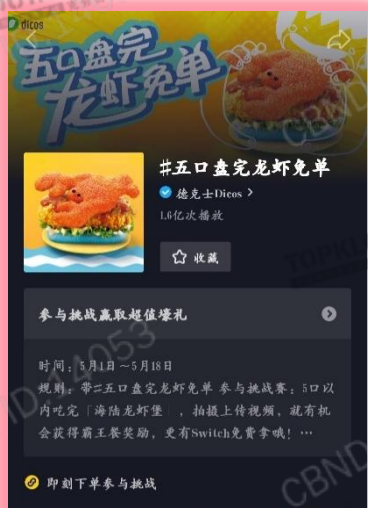 dicos
五口盘完
龙虾免单
#五口盘完龙虾免单
德克士Dicos
1.6亿次播放
收藏
参与挑战赢取超值壕礼
时间：5月1日～5月18日
规则：带#五口盘完龙虾免单 参与挑战赛：5口以
内吃完「海陆龙虾堡」，拍摄上传视频，就有机
会获得霸王餐奖励，更有Switch免费拿哦！…
即刻下单参与挑战
CBND
TOPKL
ID:14053
CBND